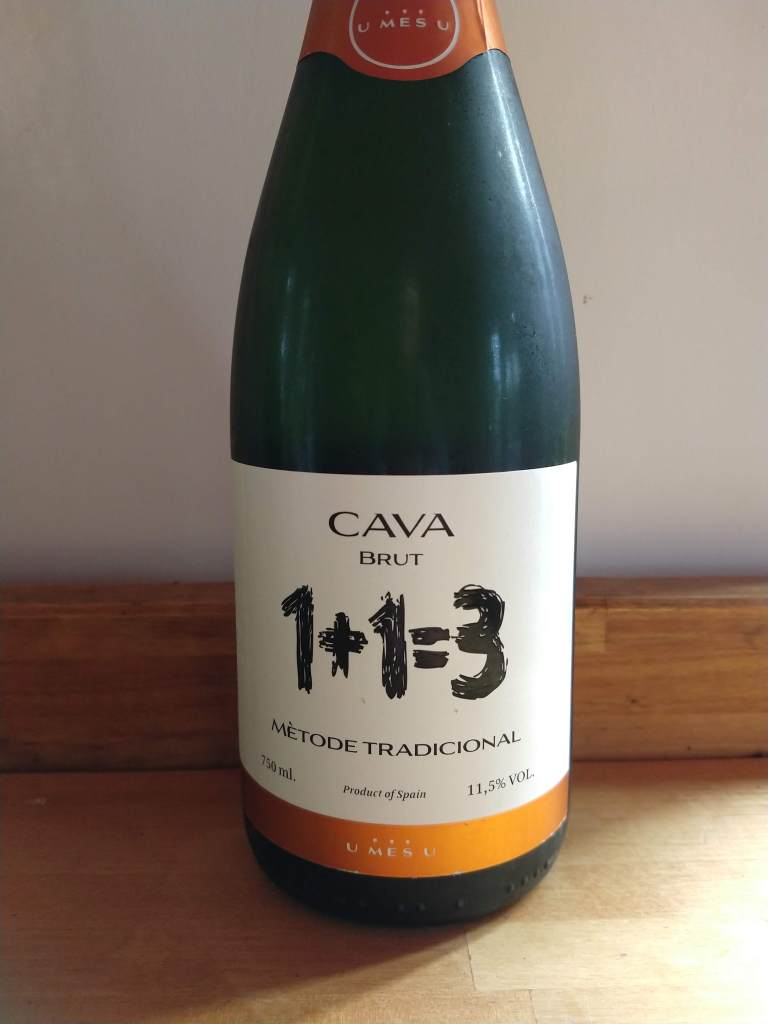 U MES U
CAVA
BRUT
1+1=3
MÈTODE TRADICIONAL
750 ml.
Product of Spain
11,5% VOL.
U MES U